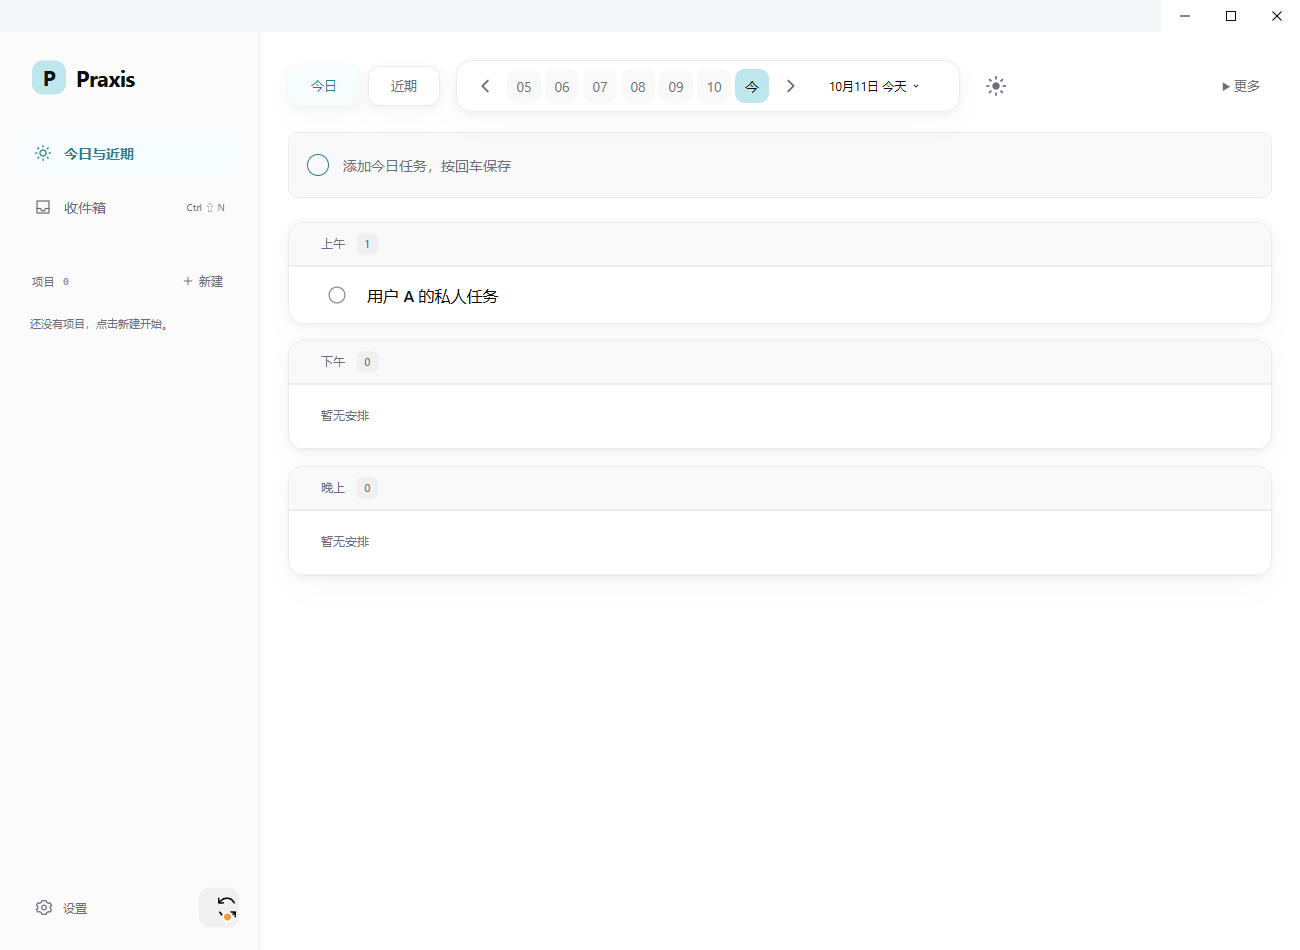 P Praxis
今日与近期
收件箱 Ctrl ⇧ N
项目 0 + 新建
还没有项目，点击新建开始。
设置
今日 近期 05 06 07 08 09 10 今 10月11日 今天 更多
添加今日任务，按回车保存
上午 1
用户 A 的私人任务
下午 0
暂无安排
晚上 0
暂无安排